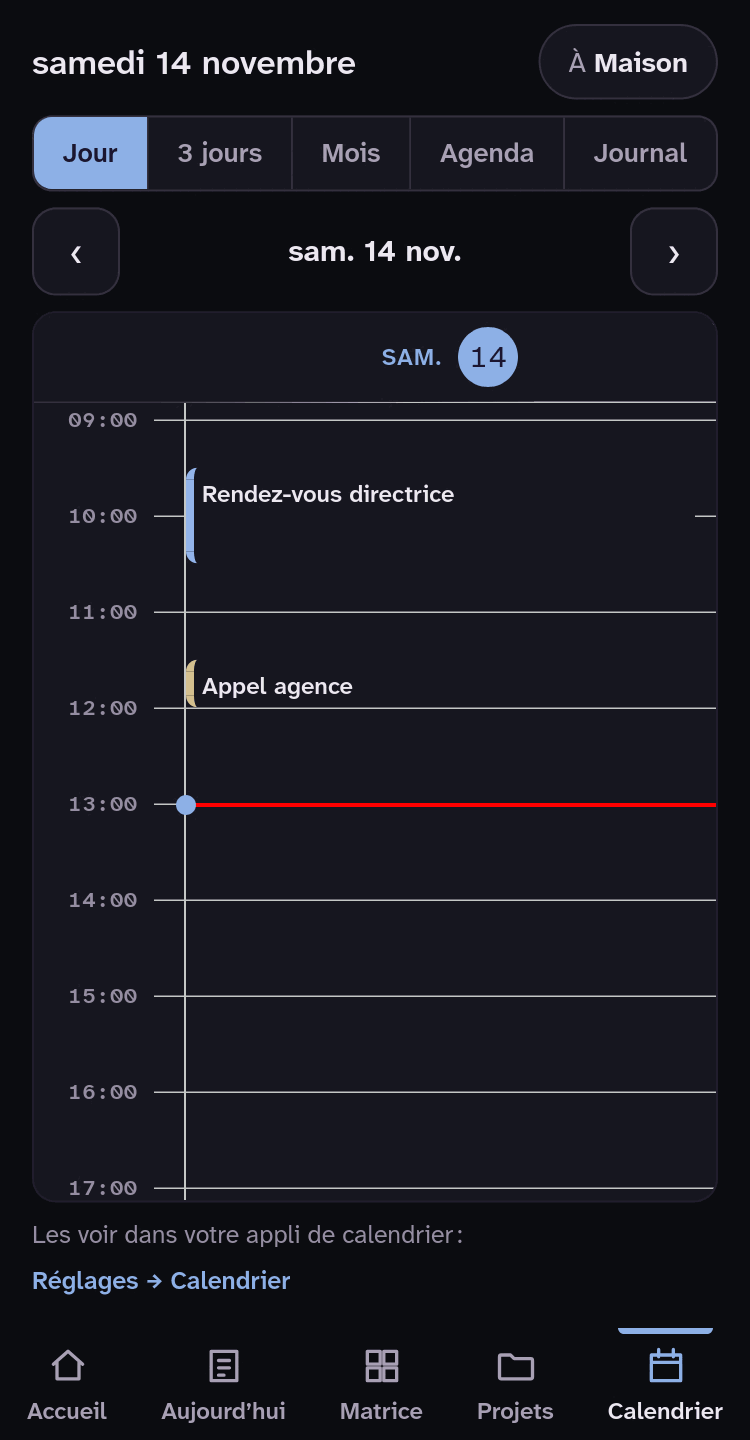 samedi 14 novembre
À Maison
Jour 3 jours Mois Agenda Journal
‹ sam. 14 nov. ›
SAM. 14
09:00
Rendez-vous directrice
10:00
11:00
Appel agence
12:00
13:00
14:00
15:00
16:00
17:00
Les voir dans votre appli de calendrier :
Réglages → Calendrier
Accueil Aujourd’hui Matrice Projets Calendrier